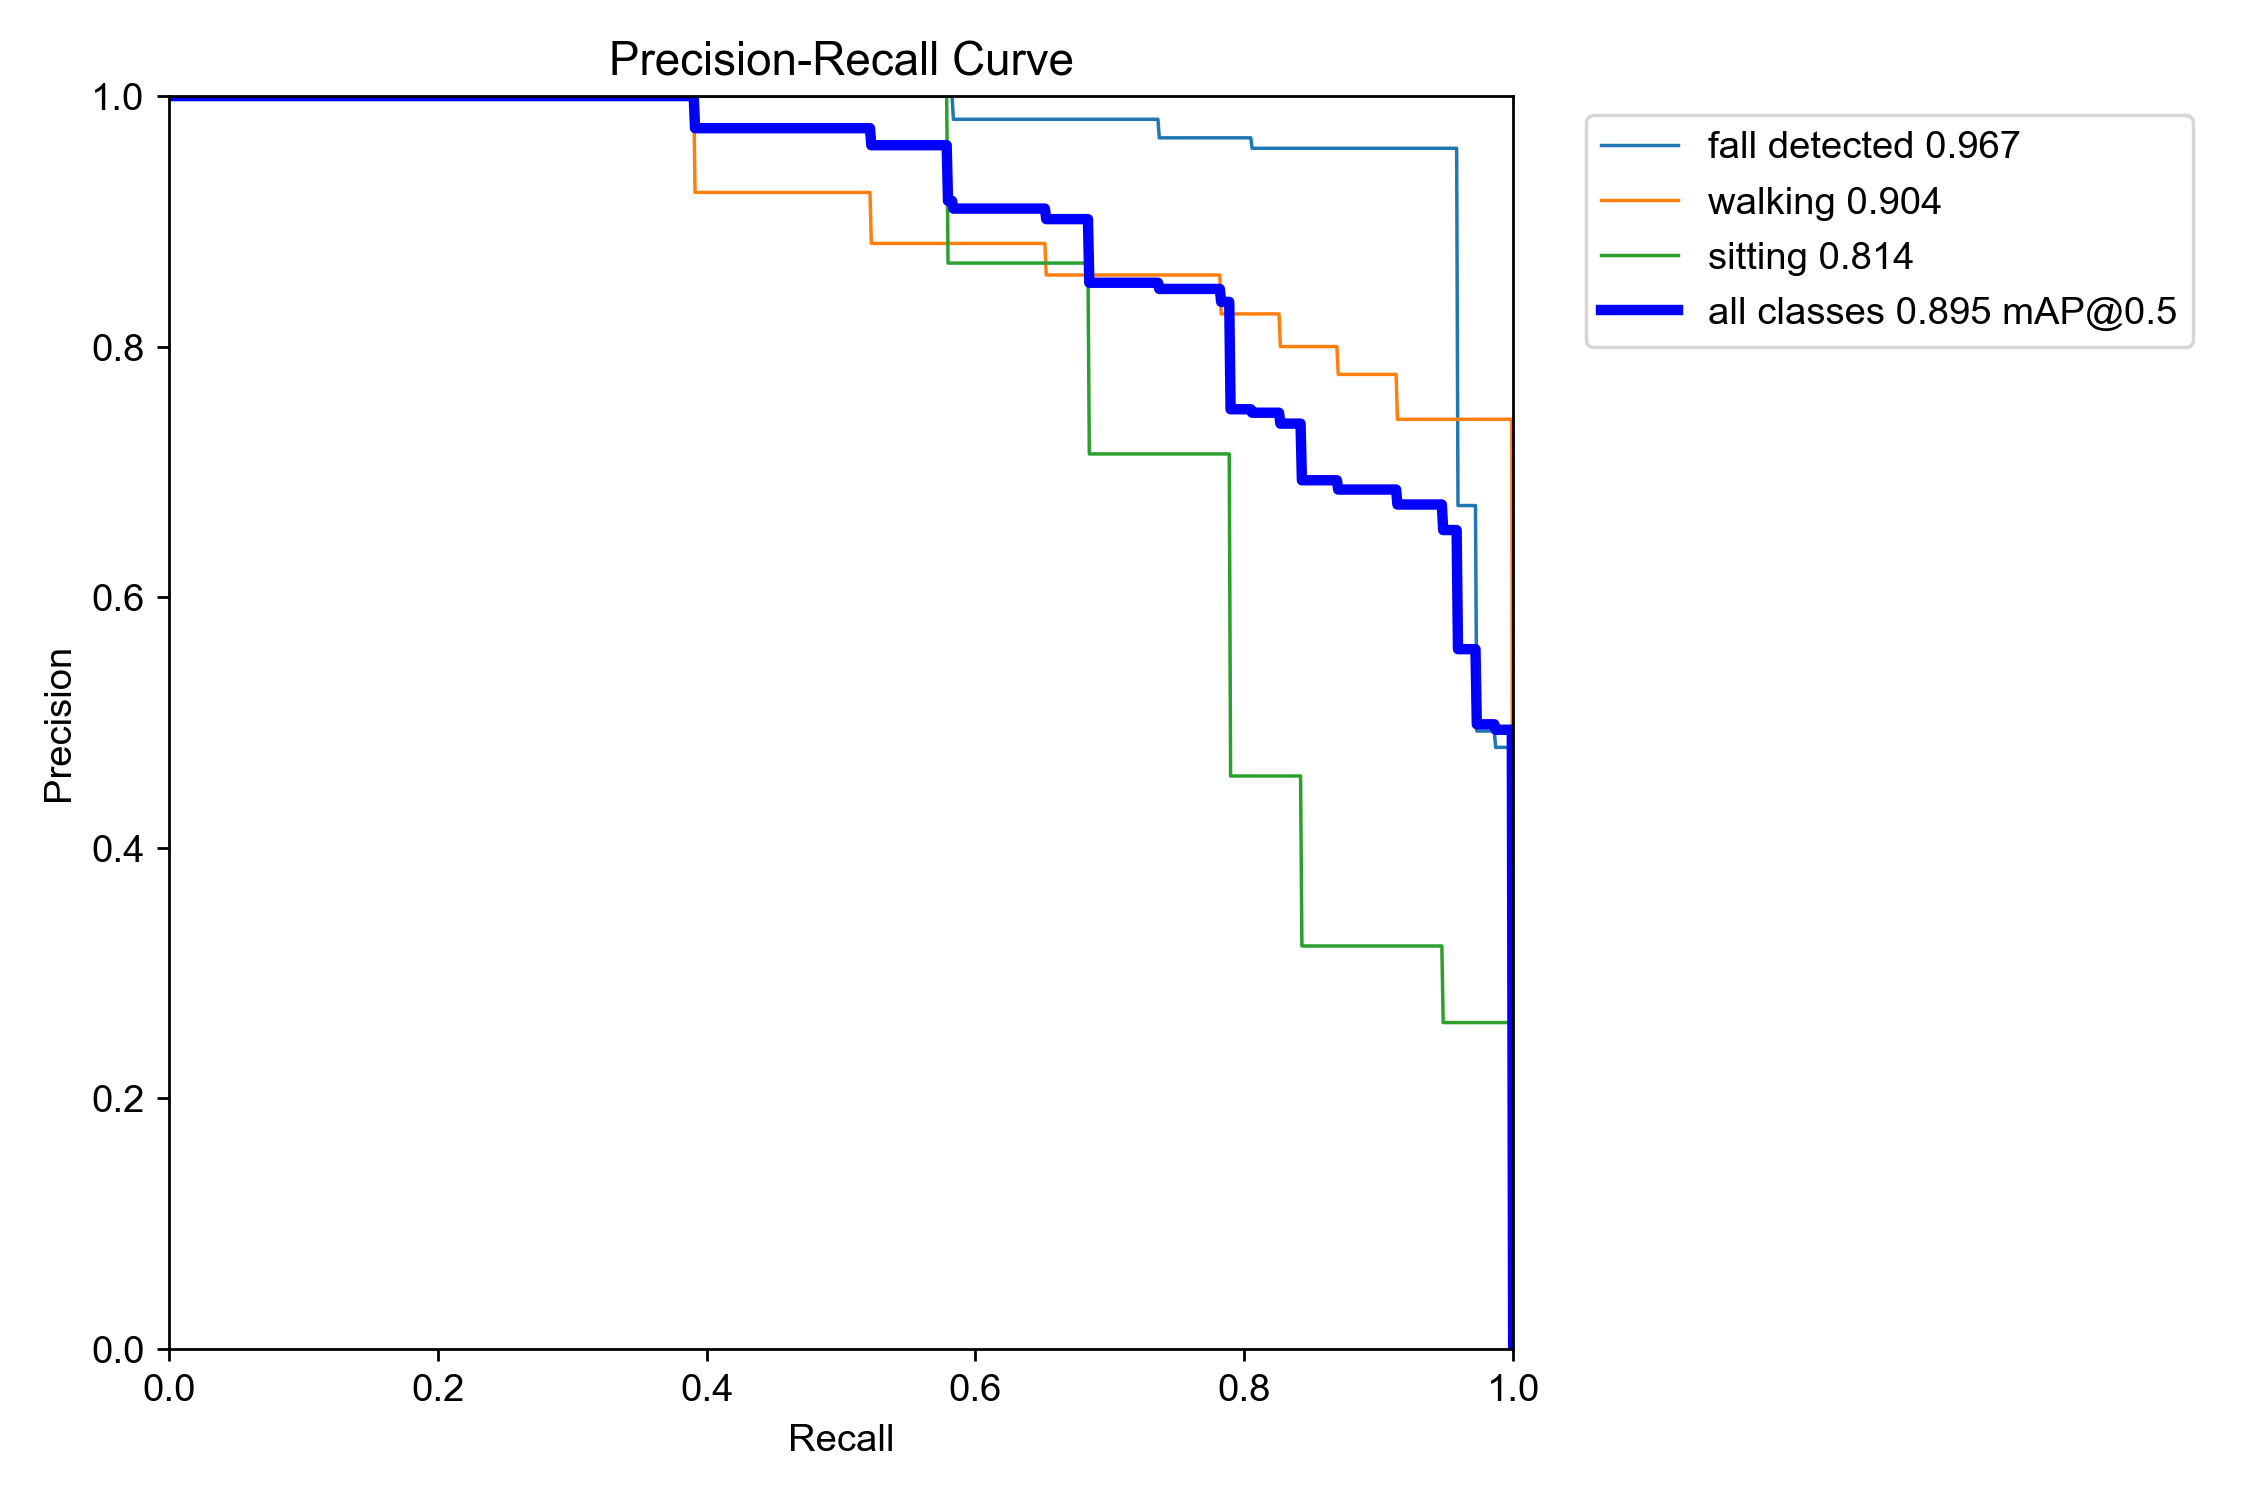 Precision-Recall Curve
1.0
0.8
0.6
0.4
0.2
0.0
Precision
0.0 0.2 0.4 0.6 0.8 1.0
Recall
fall detected 0.967
walking 0.904
sitting 0.814
all classes 0.895 mAP@0.5